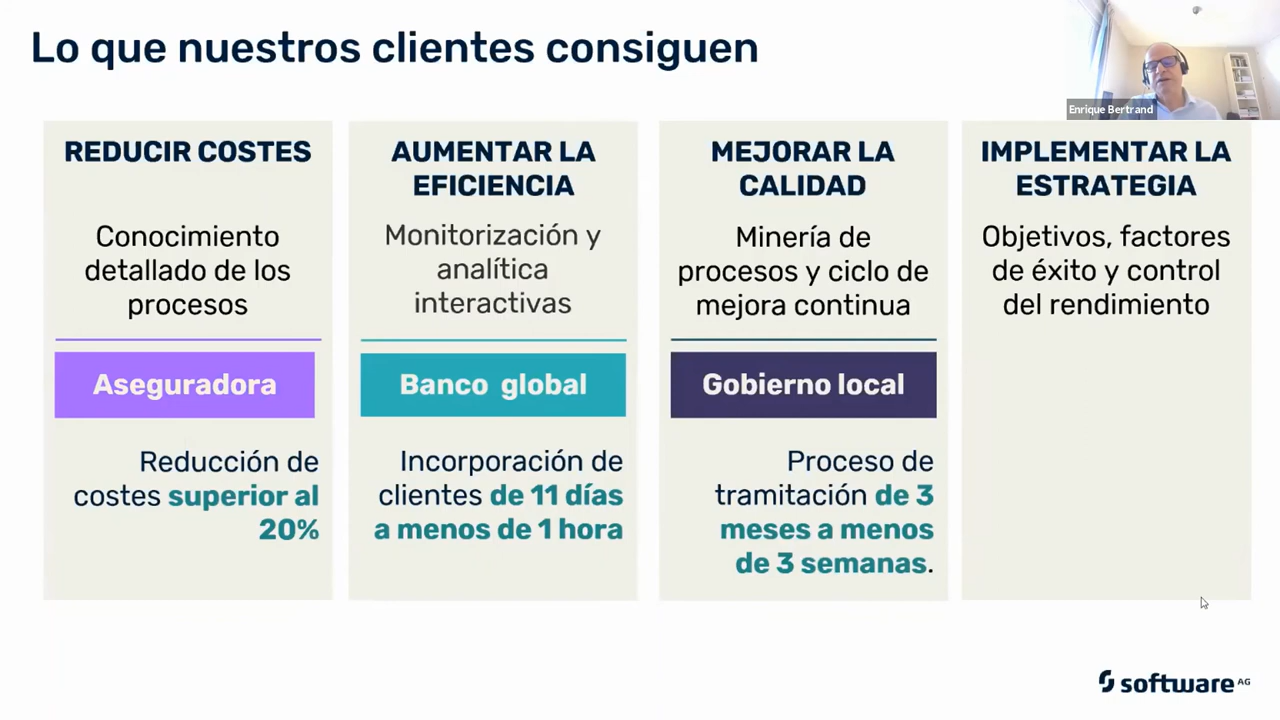 Lo que nuestros clientes consiguen
Enrique Bertrand
REDUCIR COSTES
Conocimiento
detallado de los
procesos
Aseguradora
Reducción de
costes superior al
20%
AUMENTAR LA
EFICIENCIA
Monitorización y
analítica
interactivas
Banco global
Incorporación de
clientes de 11 días
a menos de 1 hora
MEJORAR LA
CALIDAD
Minería de
procesos y ciclo de
mejora continua
Gobierno local
Proceso de
tramitación de 3
meses a menos
de 3 semanas.
IMPLEMENTAR LA
ESTRATEGIA
Objetivos, factores
de éxito y control
del rendimiento
software AG